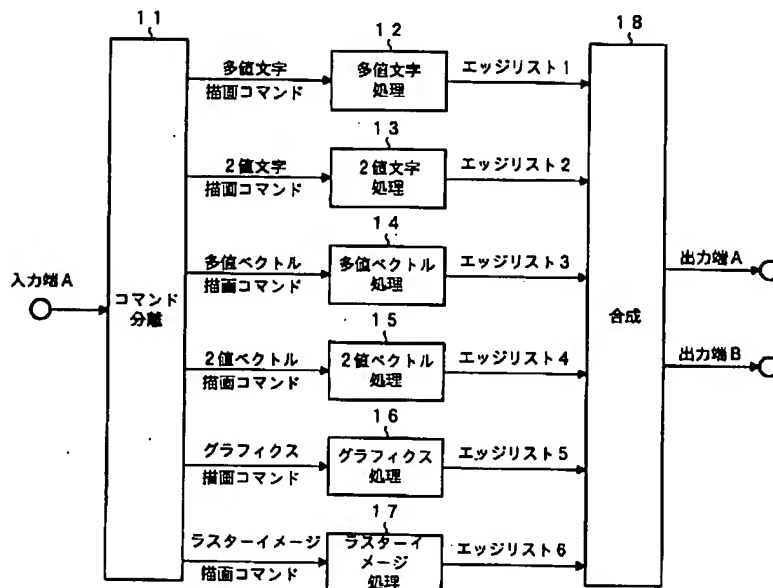 11
12
18
多値文字
描画コマンド
多値文字
処理
エッジリスト1
13
2値文字
描画コマンド
2値文字
処理
エッジリスト2
14
入力端A
コマンド
分離
多値ベクトル
描画コマンド
多値ベクトル
処理
エッジリスト3
合成
出力端A
15
2値ベクトル
描画コマンド
2値ベクトル
処理
エッジリスト4
出力端B
16
グラフィクス
描画コマンド
グラフィクス
処理
エッジリスト5
17
ラスターイメージ
描画コマンド
ラスターイ
メージ
処理
エッジリスト6